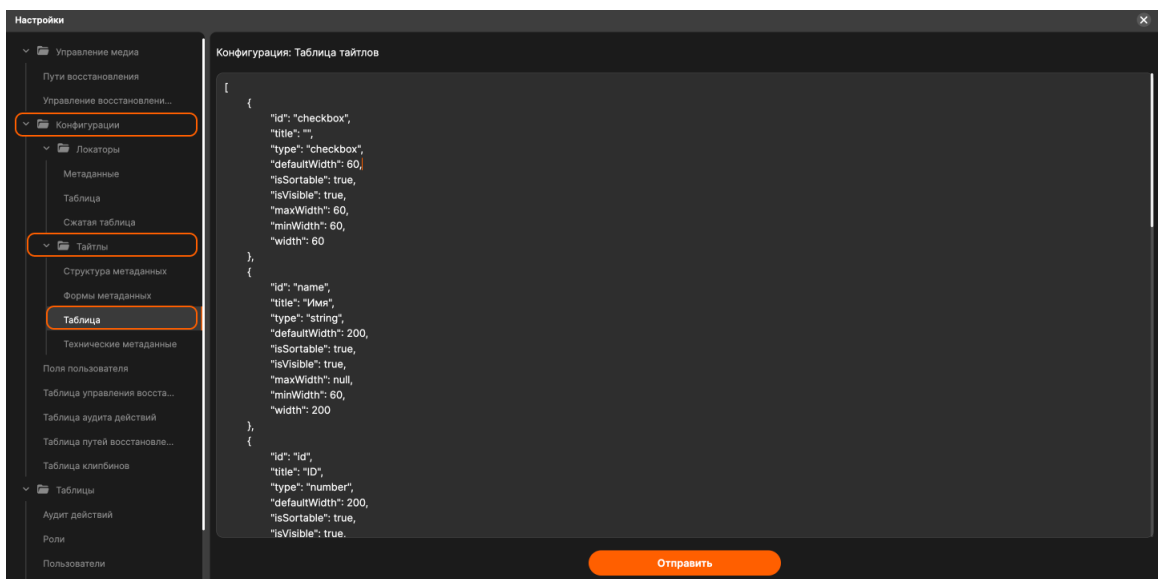 Настройки
Управление медиа
Пути восстановления
Управление восстановлени...
Конфигурации
Локаторы
Метаданные
Таблица
Сжатая таблица
Тайтлы
Структура метаданных
Формы метаданных
Таблица
Технические метаданные
Поля пользователя
Таблица управления восста...
Таблица аудита действий
Таблица путей восстановле...
Таблица клипбинов
Таблицы
Аудит действий
Роли
Пользователи
Конфигурация: Таблица тайтлов
[
{
"id": "checkbox",
"title": "",
"type": "checkbox",
"defaultWidth": 60,
"isSortable": true,
"isVisible": true,
"maxWidth": 60,
"minWidth": 60,
"width": 60
},
{
"id": "name",
"title": "Имя",
"type": "string",
"defaultWidth": 200,
"isSortable": true,
"isVisible": true,
"maxWidth": null,
"minWidth": 60,
"width": 200
},
{
"id": "id",
"title": "ID",
"type": "number",
"defaultWidth": 200,
"isSortable": true,
"isVisible": true,
Отправить